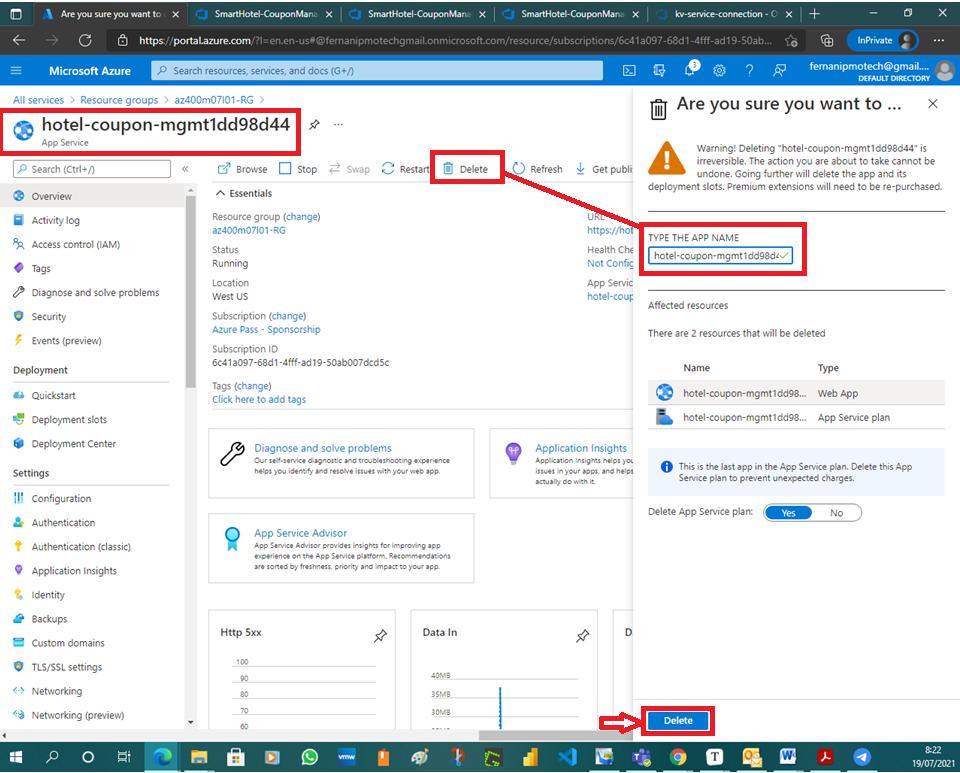 Are you sure you want to
SmartHotel-CouponMana
SmartHotel-CouponMana
SmartHotel-CouponMana
kv-service-connection - O
https://portal.azure.com/?l=en.en-us#@fernanipmotechgmail.onmicrosoft.com/resource/subscriptions/6c41a097-68d1-4fff-ad19-50ab...
InPrivate
Microsoft Azure
Search resources, services, and docs (G+/)
3
fernanipmotech@gmail....
DEFAULT DIRECTORY
All services > Resource groups > az400m07l01-RG >
hotel-coupon-mgmt1dd98d44
App Service
Search (Ctrl+/)
Overview
Activity log
Access control (IAM)
Tags
Diagnose and solve problems
Security
Events (preview)
Deployment
Quickstart
Deployment slots
Deployment Center
Settings
Configuration
Authentication
Authentication (classic)
Application Insights
Identity
Backups
Custom domains
TLS/SSL settings
Networking
Networking (preview)
Browse
Stop
Swap
Restart
Delete
Refresh
Get publi
Essentials
Resource group (change)
az400m07l01-RG
Status
Running
Location
West US
Subscription (change)
Azure Pass - Sponsorship
Subscription ID
6c41a097-68d1-4fff-ad19-50ab007dcd5c
Tags (change)
Click here to add tags
URL
https://hot
Health Che
Not Config
App Servic
hotel-coup
Diagnose and solve problems
Our self-service diagnostic and troubleshooting experience
helps you identify and resolve issues with your web app.
Application Insights
Application Insights helps you
issues in your apps, and helps
actually do with it.
App Service Advisor
App Service Advisor provides insights for improving app
experience on the App Service platform. Recommendations
are sorted by freshness, priority and impact to your app.
Http 5xx
100
90
80
70
60
Data In
40MB
35MB
30MB
D
Are you sure you want to ...
Warning! Deleting "hotel-coupon-mgmt1dd98d44" is
irreversible. The action you are about to take cannot be
undone. Going further will delete the app and its
deployment slots. Premium extensions will need to be re-purchased.
TYPE THE APP NAME
hotel-coupon-mgmt1dd98d4
Affected resources
There are 2 resources that will be deleted
Name Type
hotel-coupon-mgmt1dd98... Web App
hotel-coupon-mgmt1dd98... App Service plan
This is the last app in the App Service plan. Delete this App
Service plan to prevent unexpected charges.
Delete App Service plan: Yes No
Delete
vmw
T
8:22
19/07/2021